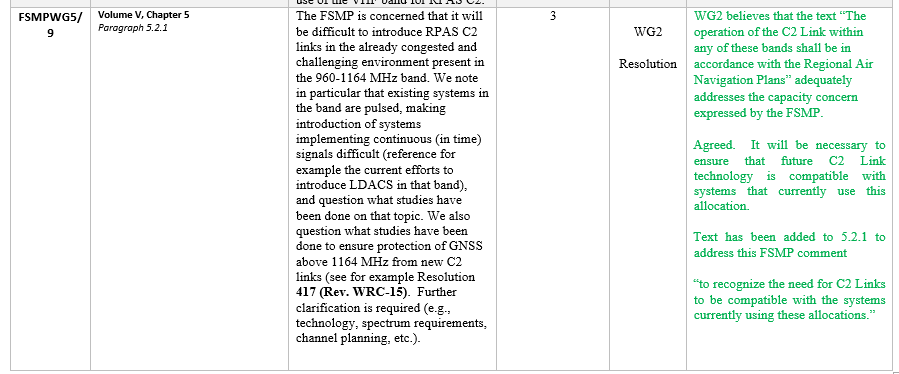 use of the VHF band for RPAS C2.
FSMPWG5/
9
Volume V, Chapter 5
Paragraph 5.2.1
The FSMP is concerned that it will
be difficult to introduce RPAS C2
links in the already congested and
challenging environment present in
the 960-1164 MHz band. We note
in particular that existing systems in
the band are pulsed, making
introduction of systems
implementing continuous (in time)
signals difficult (reference for
example the current efforts to
introduce LDACS in that band),
and question what studies have
been done on that topic. We also
question what studies have been
done to ensure protection of GNSS
above 1164 MHz from new C2
links (see for example Resolution
417 (Rev. WRC-15). Further
clarification is required (e.g.,
technology, spectrum requirements,
channel planning, etc.).
3
WG2
Resolution
WG2 believes that the text “The
operation of the C2 Link within
any of these bands shall be in
accordance with the Regional Air
Navigation Plans” adequately
addresses the capacity concern
expressed by the FSMP.
Agreed. It will be necessary to
ensure that future C2 Link
technology is compatible with
systems that currently use this
allocation.
Text has been added to 5.2.1 to
address this FSMP comment
“to recognize the need for C2 Links
to be compatible with the systems
currently using these allocations.”